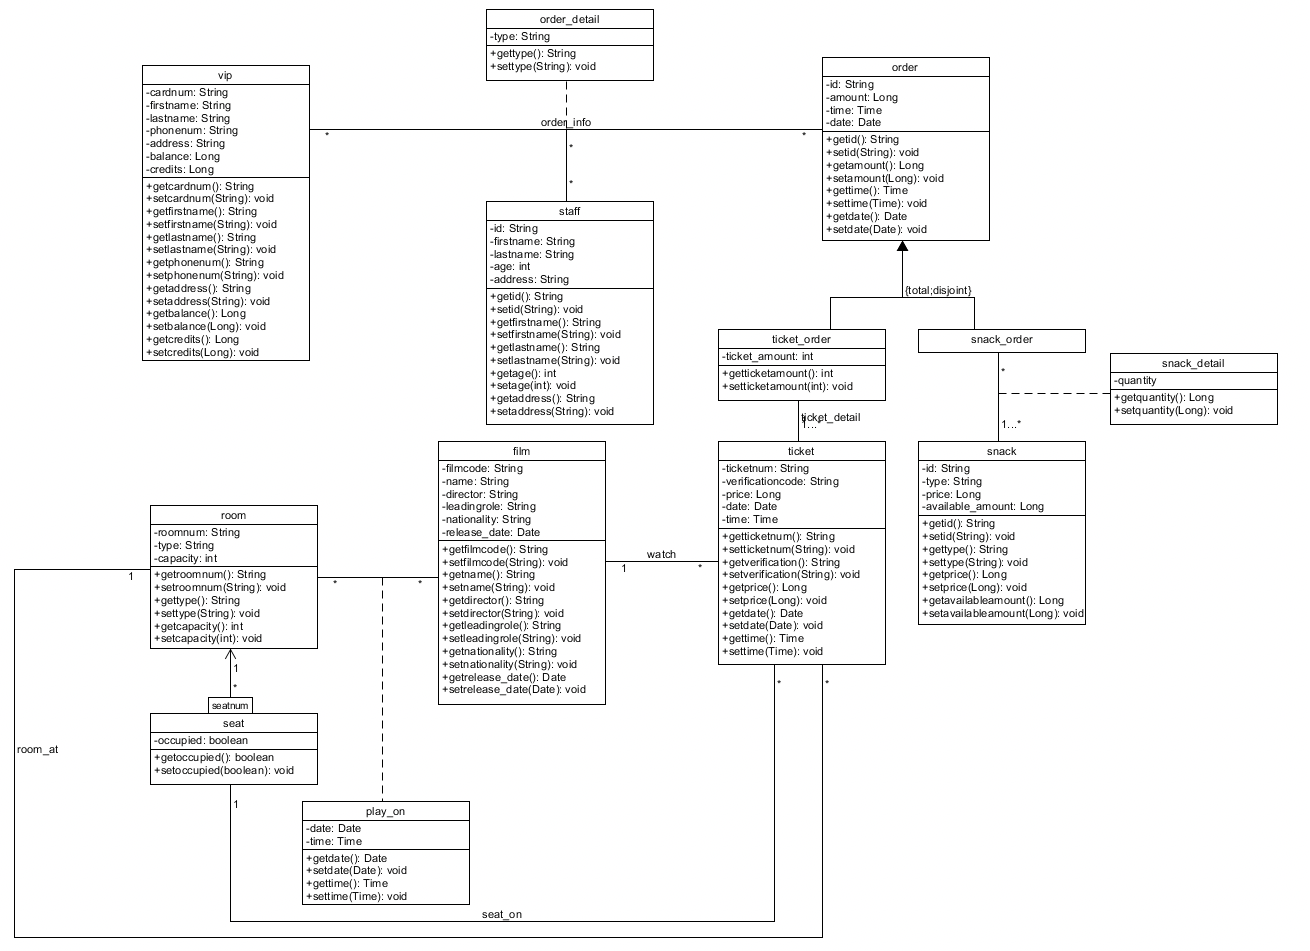 order_detail
-type: String
+gettype(): String
+settype(String): void
vip
-cardnum: String
-firstname: String
-lastname: String
-phonenum: String
-address: String
-balance: Long
-credits: Long
+getcardnum(): String
+setcardnum(String): void
+getfirstname(): String
+setfirstname(String): void
+getlastname(): String
+setlastname(String): void
+getphonenum(): String
+setphonenum(String): void
+getaddress(): String
+setaddress(String): void
+getbalance(): Long
+setbalance(Long): void
+getcredits(): Long
+setcredits(Long): void
order_info
*
*
*
*
order
-id: String
-amount: Long
-time: Time
-date: Date
+getid(): String
+setid(String): void
+getamount(): Long
+setamount(Long): void
+gettime(): Time
+settime(Time): void
+getdate(): Date
+setdate(Date): void
staff
-id: String
-firstname: String
-lastname: String
-age: int
-address: String
+getid(): String
+setid(String): void
+getfirstname(): String
+setfirstname(String): void
+getlastname(): String
+setlastname(String): void
+getage(): int
+setage(int): void
+getaddress(): String
+setaddress(String): void
{total;disjoint}
ticket_order
-ticket_amount: int
+getticketamount(): int
+setticketamount(int): void
snack_order
*
1...*
snack_detail
-quantity
+getquantity(): Long
+setquantity(Long): void
ticket_detail
1...*
film
-filmcode: String
-name: String
-director: String
-leadingrole: String
-nationality: String
-release_date: Date
+getfilmcode(): String
+setfilmcode(String): void
+getname(): String
+setname(String): void
+getdirector(): String
+setdirector(String): void
+getleadingrole(): String
+setleadingrole(String): void
+getnationality(): String
+setnationality(String): void
+getrelease_date(): Date
+setrelease_date(Date): void
watch
1
*
ticket
-ticketnum: String
-verificationcode: String
-price: Long
-date: Date
-time: Time
+getticketnum(): String
+setticketnum(String): void
+getverification(): String
+setverification(String): void
+getprice(): Long
+setprice(Long): void
+getdate(): Date
+setdate(Date): void
+gettime(): Time
+settime(Time): void
*
*
snack
-id: String
-type: String
-price: Long
-available_amount: Long
+getid(): String
+setid(String): void
+gettype(): String
+settype(String): void
+getprice(): Long
+setprice(Long): void
+getavailableamount(): Long
+setavailableamount(Long): void
room
-roomnum: String
-type: String
-capacity: int
+getroomnum(): String
+setroomnum(String): void
+gettype(): String
+settype(String): void
+getcapacity(): int
+setcapacity(int): void
1
*
*
1
*
seatnum
seat
-occupied: boolean
+getoccupied(): boolean
+setoccupied(boolean): void
1
room_at
play_on
-date: Date
-time: Time
+getdate(): Date
+setdate(Date): void
+gettime(): Time
+settime(Time): void
seat_on